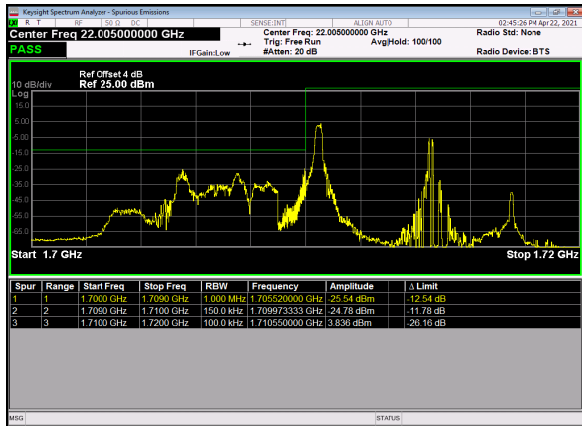 Keysight Spectrum Analyzer - Spurious Emissions
R T RF 50 Ω DC SENSE:INT ALIGN AUTO 02:45:26 PM Apr 22, 2021
Center Freq 22.005000000 GHz Center Freq: 22.005000000 GHz Radio Std: None
Trig: Free Run Avg|Hold: 100/100
PASS IFGain:Low #Atten: 20 dB Radio Device: BTS
Ref Offset 4 dB
10 dB/div Ref 25.00 dBm
Log
15.0
5.00
-5.00
-15.0
-25.0
-35.0
-45.0
-55.0
-65.0
Start 1.7 GHz Stop 1.72 GHz
Spur Range Start Freq Stop Freq RBW Frequency Amplitude Δ Limit
1 1 1.7000 GHz 1.7090 GHz 1.000 MHz 1.705520000 GHz -25.54 dBm -12.54 dB
2 2 1.7090 GHz 1.7100 GHz 150.0 kHz 1.709973333 GHz -24.78 dBm -11.78 dB
3 3 1.7100 GHz 1.7200 GHz 100.0 kHz 1.710550000 GHz 3.836 dBm -26.16 dB
MSG STATUS